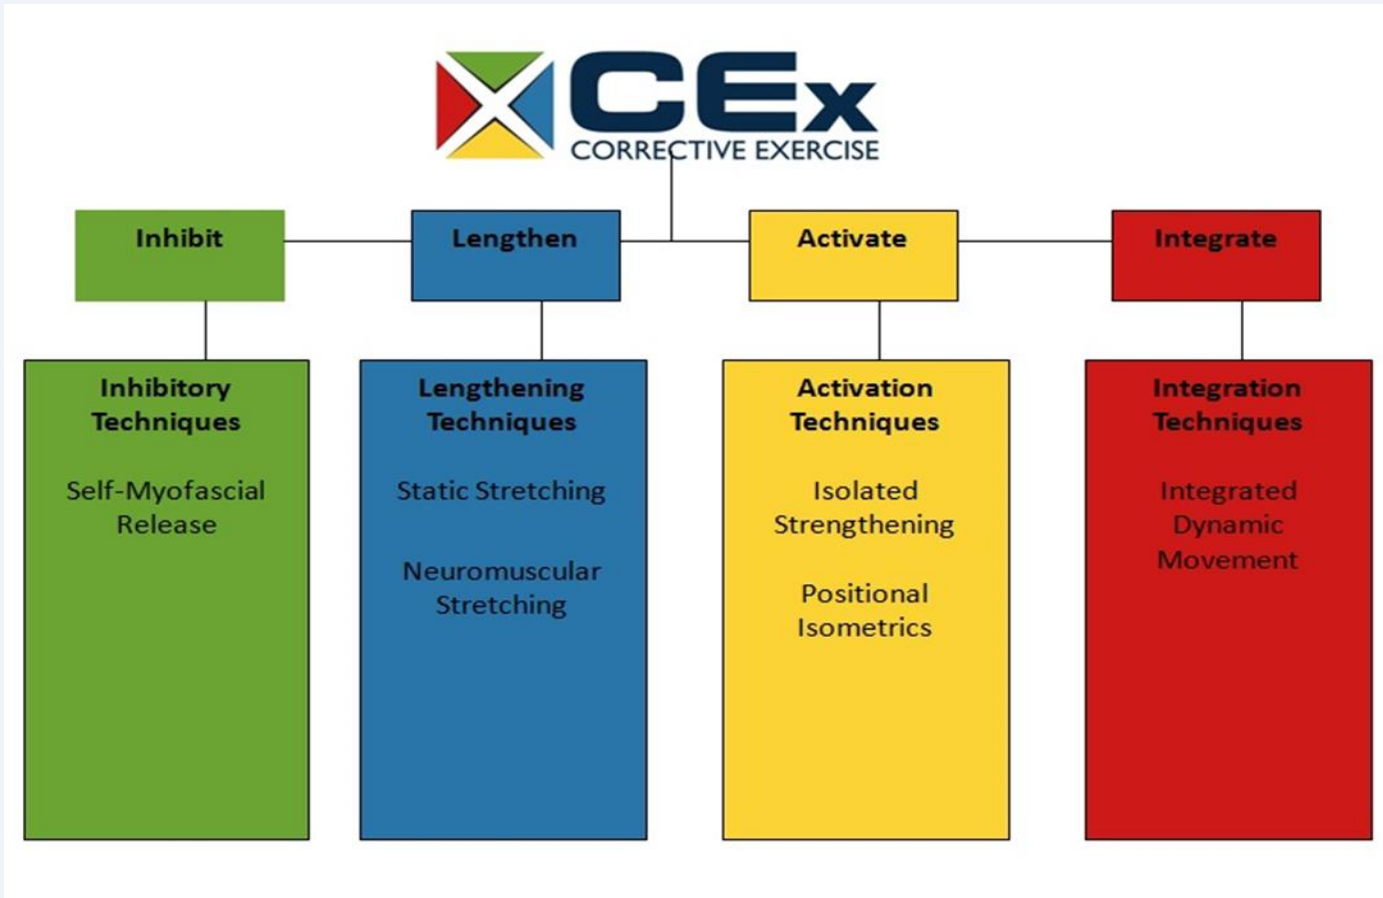 CEx
CORRECTIVE EXERCISE
Inhibit
Lengthen
Activate
Integrate
Inhibitory
Techniques
Self-Myofascial
Release
Lengthening
Techniques
Static Stretching
Neuromuscular
Stretching
Activation
Techniques
Isolated
Strengthening
Positional
Isometrics
Integration
Techniques
Integrated
Dynamic
Movement